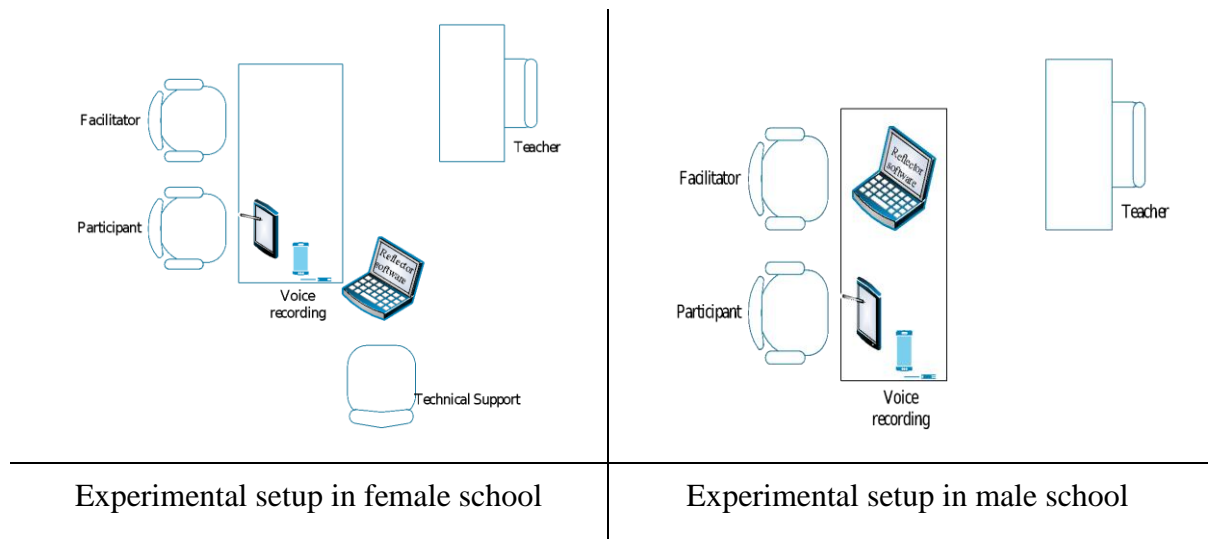 Facilitator
Participant
Teacher
Reflector
software
Voice
recording
Technical Support
Experimental setup in female school
Facilitator
Participant
Teacher
Reflector
software
Voice
recording
Experimental setup in male school